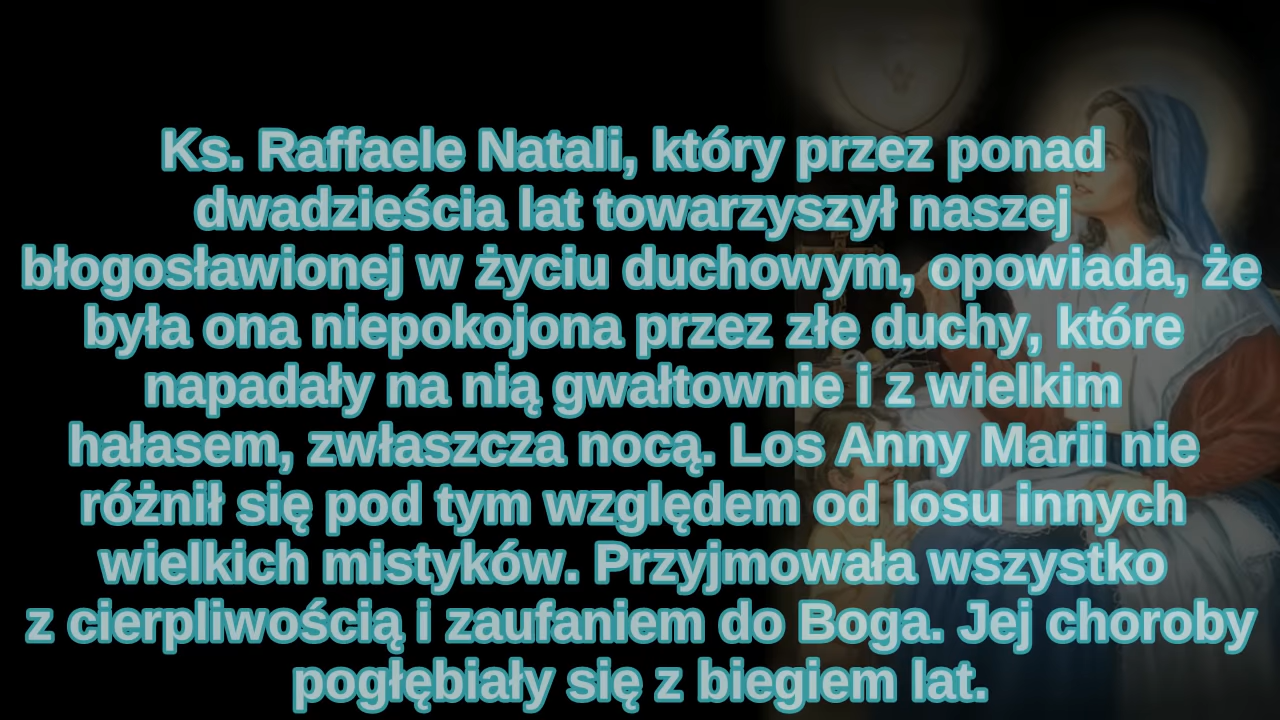 Ks. Raffaele Natali, który przez ponad
dwadzieścia lat towarzyszył naszej
błogosławionej w życiu duchowym, opowiada, że
była ona niepokojona przez złe duchy, które
napadały na nią gwałtownie i z wielkim
hałasem, zwłaszcza nocą. Los Anny Marii nie
różnił się pod tym względem od losu innych
wielkich mistyków. Przyjmowała wszystko
z cierpliwością i zaufaniem do Boga. Jej choroby
pogłębiały się z biegiem lat.